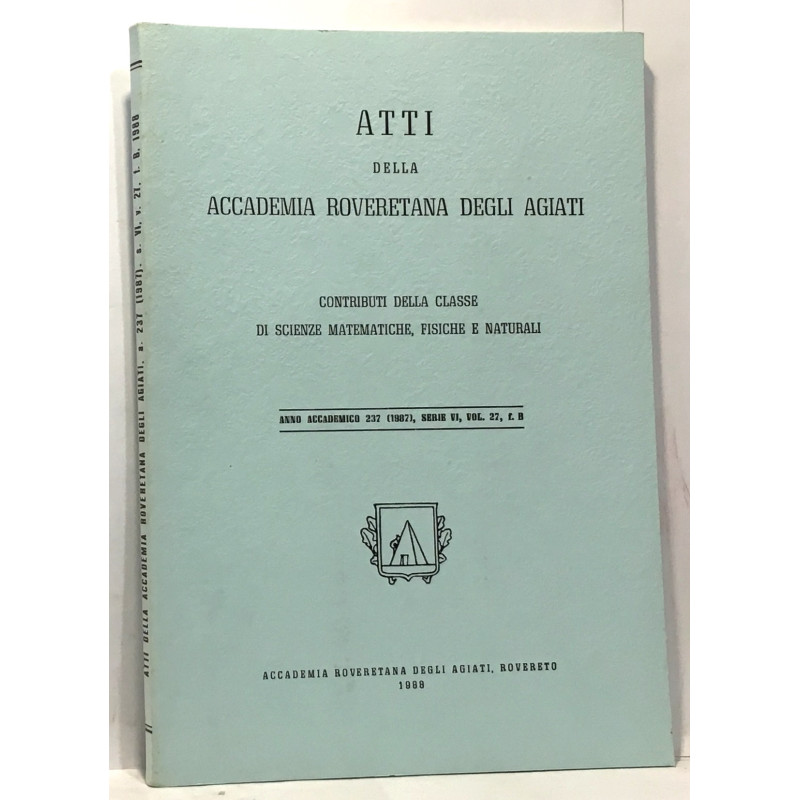 ATTI
DELLA
ACCADEMIA ROVERETANA DEGLI AGIATI
CONTRIBUTI DELLA CLASSE
DI SCIENZE MATEMATICHE, FISICHE E NATURALI
ANNO ACCADEMICO 237 (1987), SERIE VI, VOL. 27, f. B
ACCADEMIA ROVERETANA DEGLI AGIATI, ROVERETO
1988
ATTI DELLA ACCADEMIA ROVERETANA DEGLI AGIATI. a. 237 (1987). s. VI, v. 27, f. B, 1988